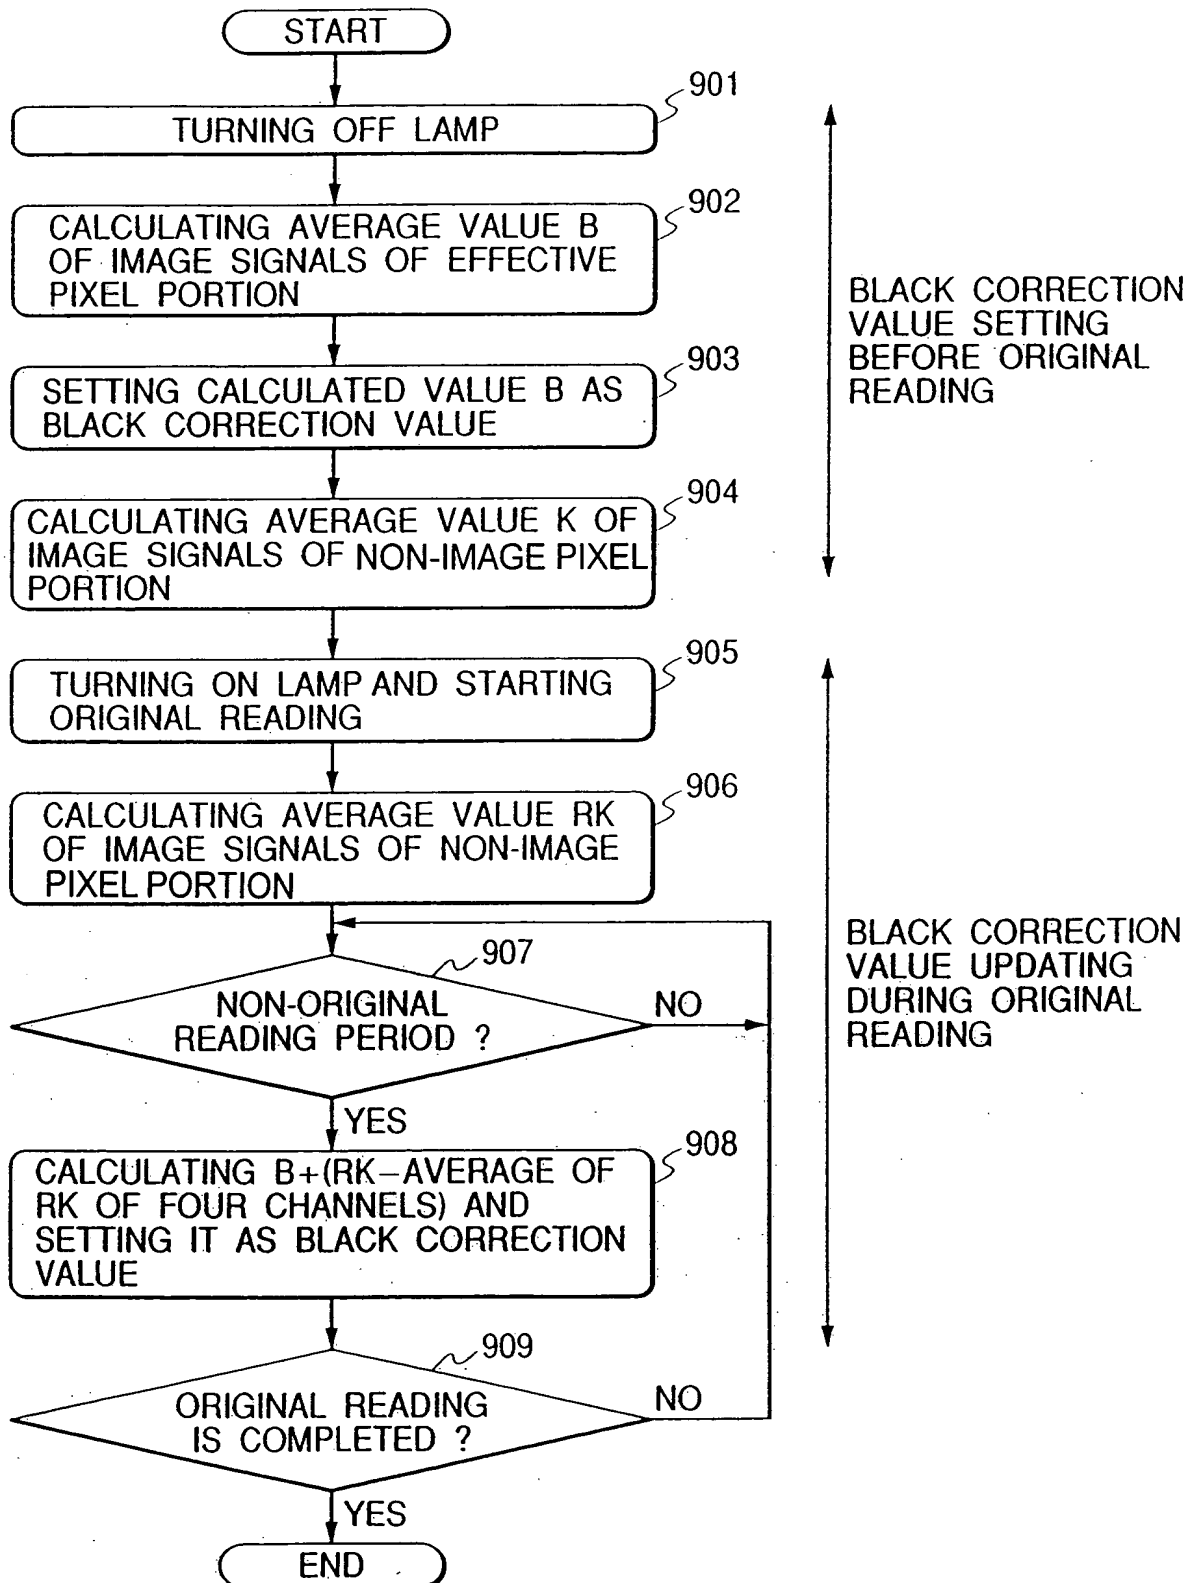 START
901
TURNING OFF LAMP
902
CALCULATING AVERAGE VALUE B
OF IMAGE SIGNALS OF EFFECTIVE
PIXEL PORTION
903
SETTING CALCULATED VALUE B AS
BLACK CORRECTION VALUE
904
CALCULATING AVERAGE VALUE K OF
IMAGE SIGNALS OF NON-IMAGE PIXEL
PORTION
BLACK CORRECTION
VALUE SETTING
BEFORE ORIGINAL
READING
905
TURNING ON LAMP AND STARTING
ORIGINAL READING
906
CALCULATING AVERAGE VALUE RK
OF IMAGE SIGNALS OF NON-IMAGE
PIXEL PORTION
907
NON-ORIGINAL
READING PERIOD ?
NO
YES
908
CALCULATING B+(RK−AVERAGE OF
RK OF FOUR CHANNELS) AND
SETTING IT AS BLACK CORRECTION
VALUE
BLACK CORRECTION
VALUE UPDATING
DURING ORIGINAL
READING
909
ORIGINAL READING
IS COMPLETED ?
NO
YES
END